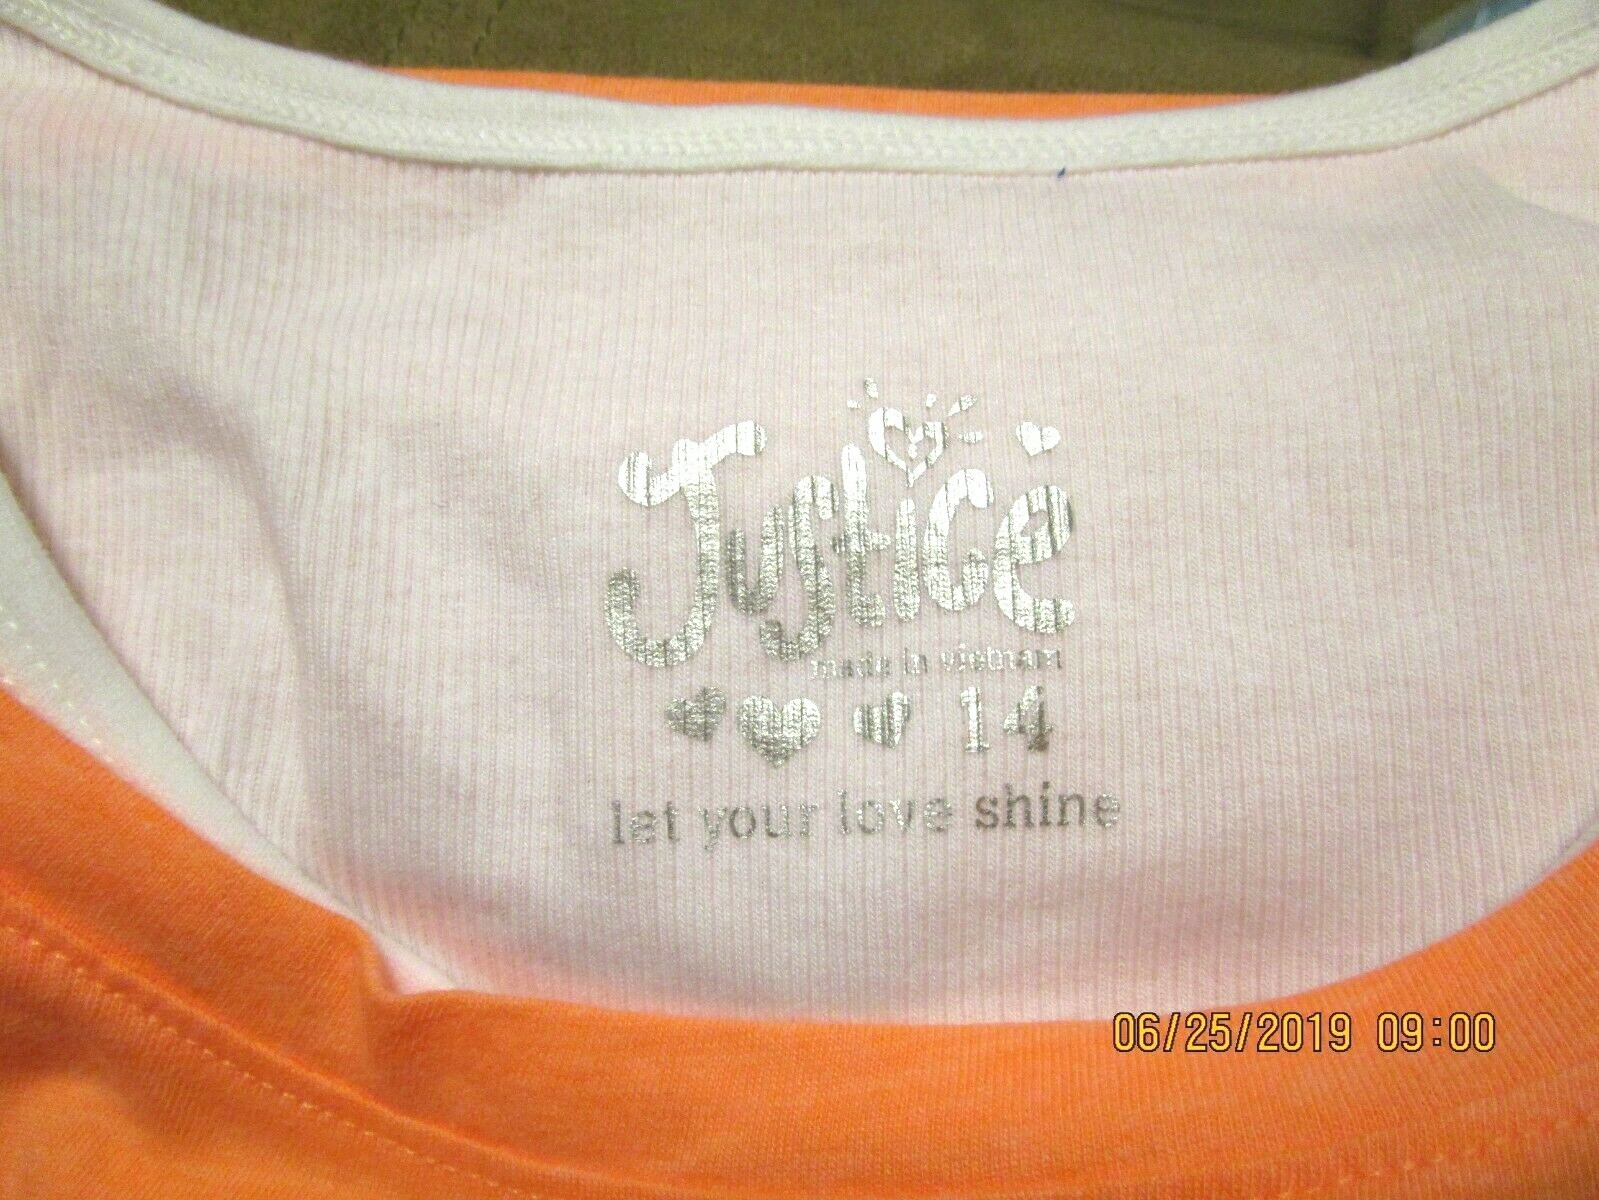 Justice
made in vietnam
14
let your love shine
06/25/2019 09:00